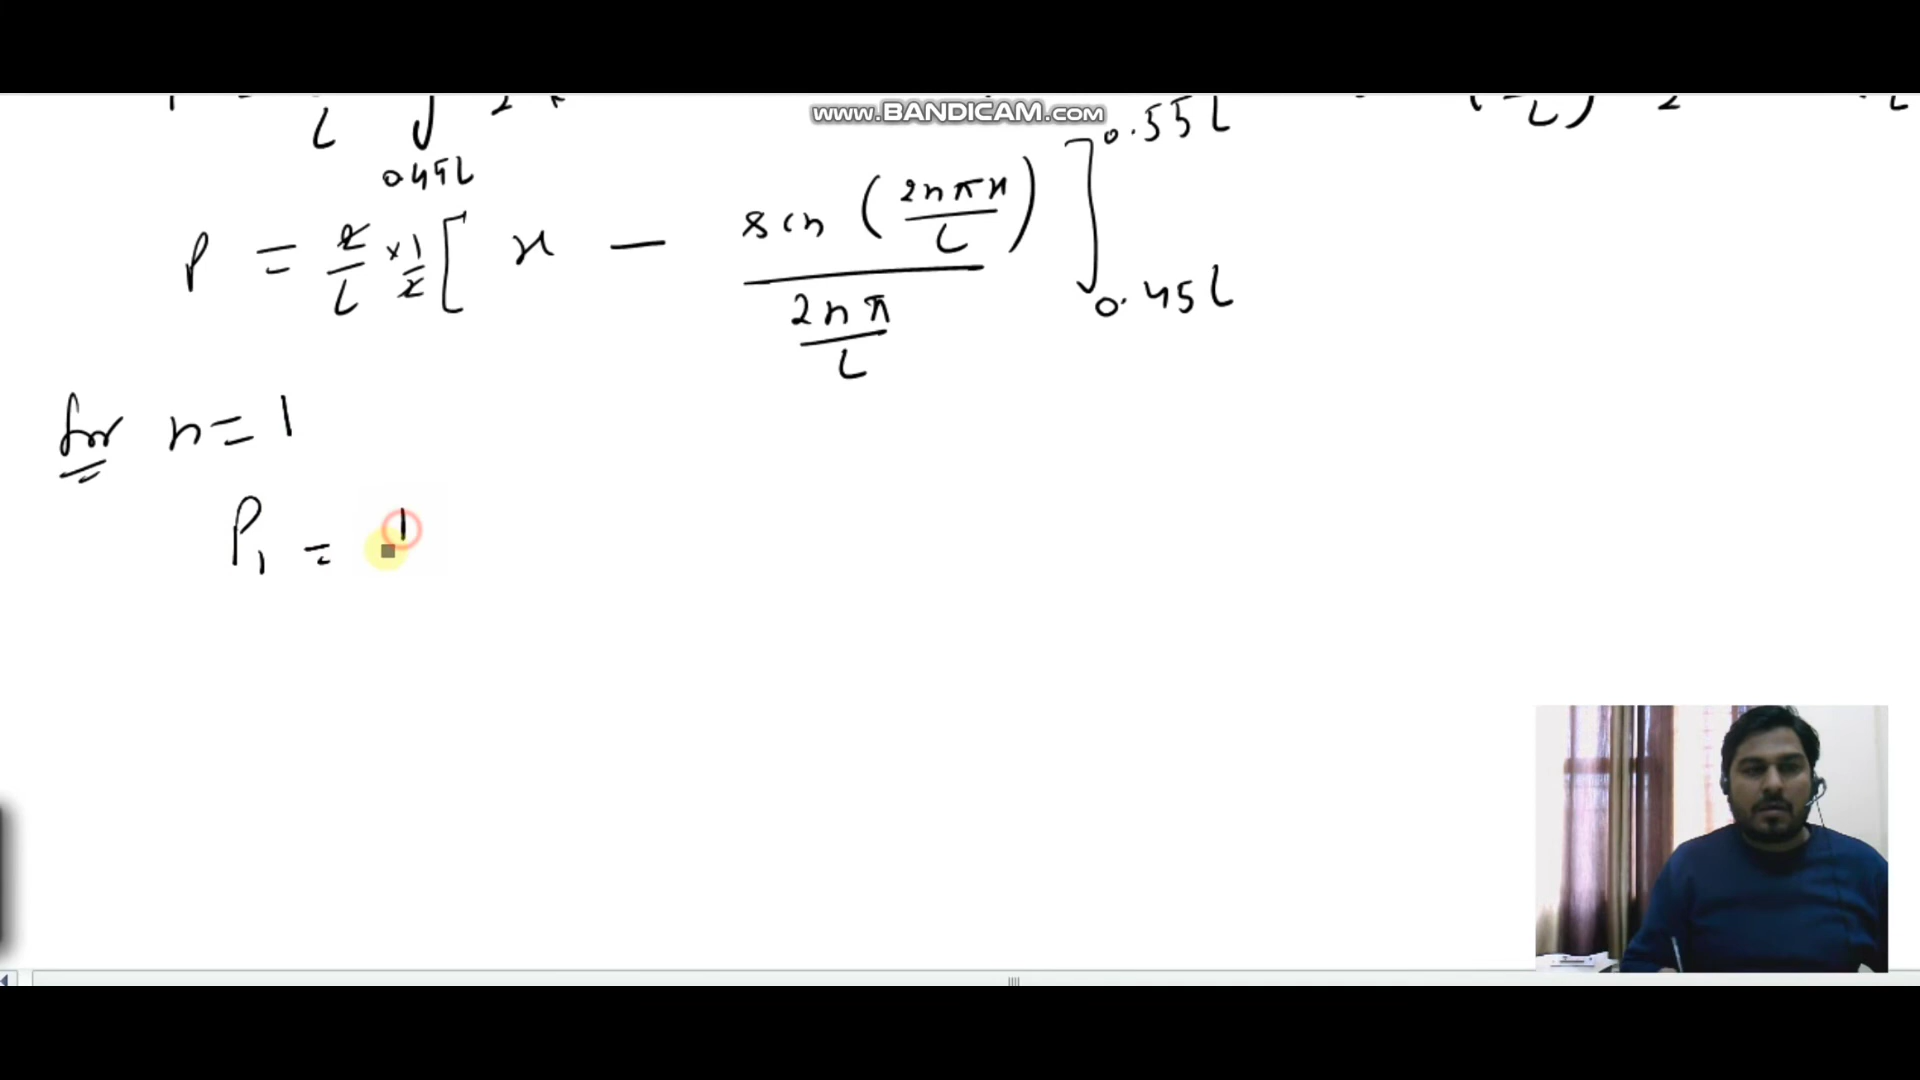 www.BANDICAM.com
L ∫ 2
0.45L
P = 2/L × 1/2 [ x − sin(2nπx/L) / (2nπ/L) ] 0.55L 0.45L
for n = 1
P₁ = 1